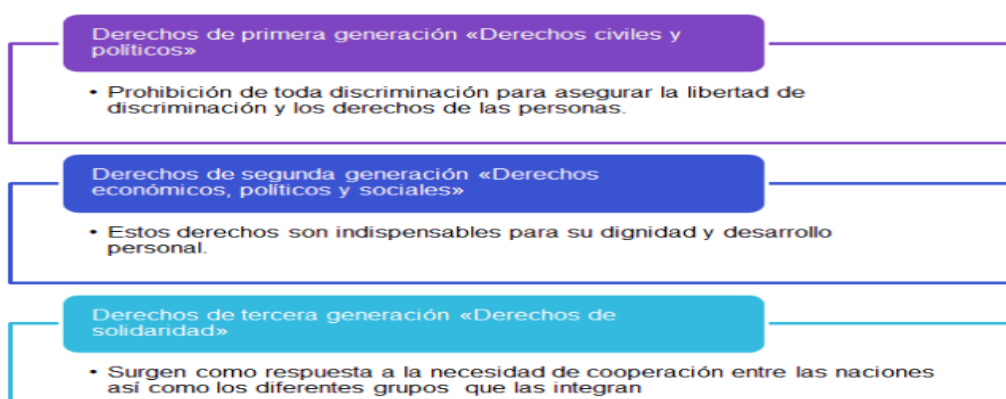 Derechos de primera generación «Derechos civiles y
políticos»
• Prohibición de toda discriminación para asegurar la libertad de
discriminación y los derechos de las personas.
Derechos de segunda generación «Derechos
económicos, políticos y sociales»
• Estos derechos son indispensables para su dignidad y desarrollo
personal.
Derechos de tercera generación «Derechos de
solidaridad»
• Surgen como respuesta a la necesidad de cooperación entre las naciones
así como los diferentes grupos que las integran